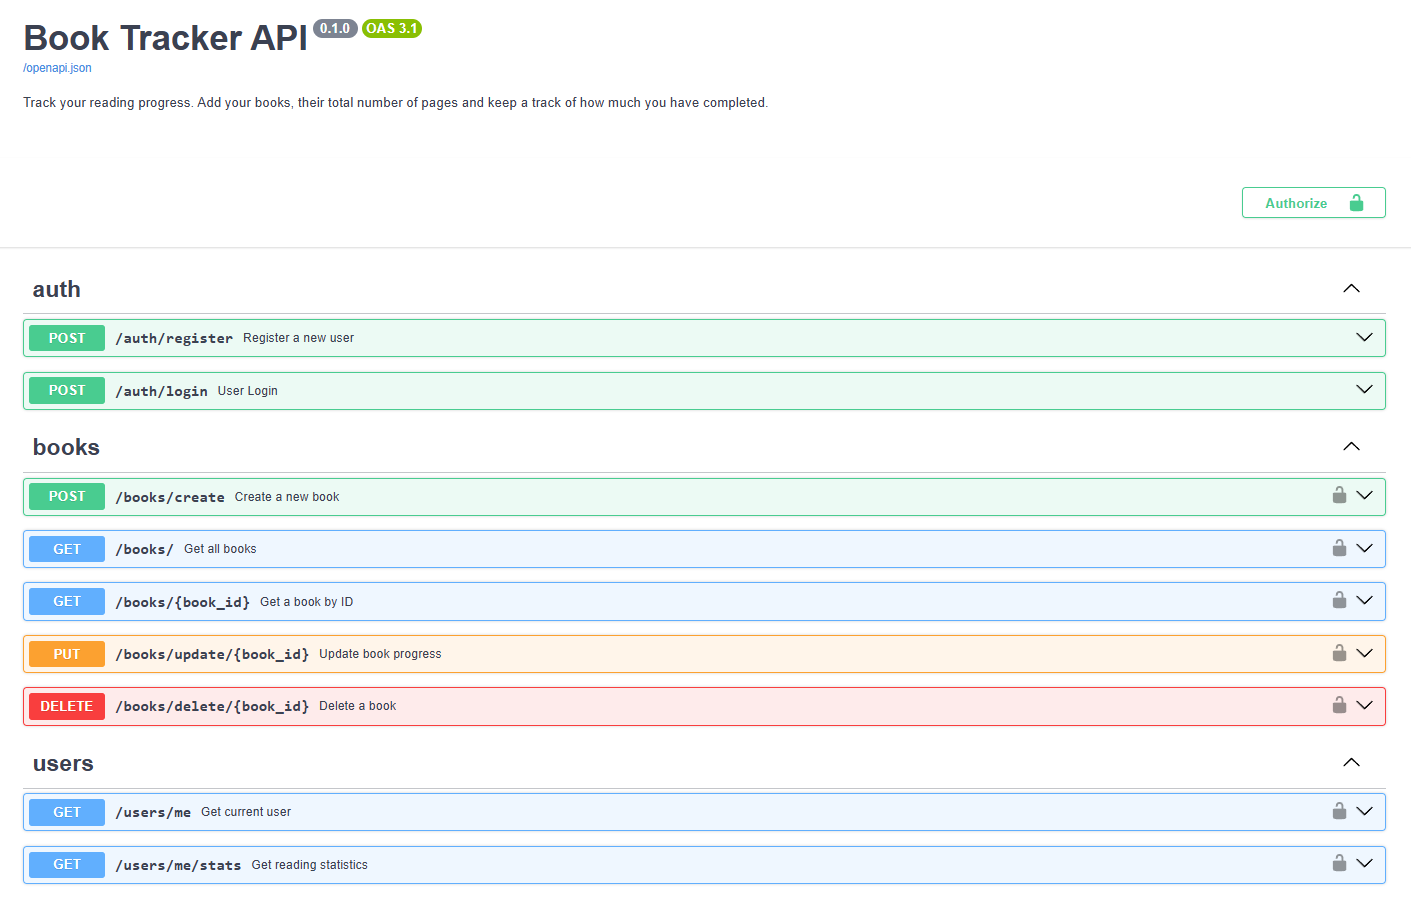 Book Tracker API 0.1.0 OAS 3.1
/openapi.json
Track your reading progress. Add your books, their total number of pages and keep a track of how much you have completed.
Authorize
auth
POST /auth/register Register a new user
POST /auth/login User Login
books
POST /books/create Create a new book
GET /books/ Get all books
GET /books/{book_id} Get a book by ID
PUT /books/update/{book_id} Update book progress
DELETE /books/delete/{book_id} Delete a book
users
GET /users/me Get current user
GET /users/me/stats Get reading statistics